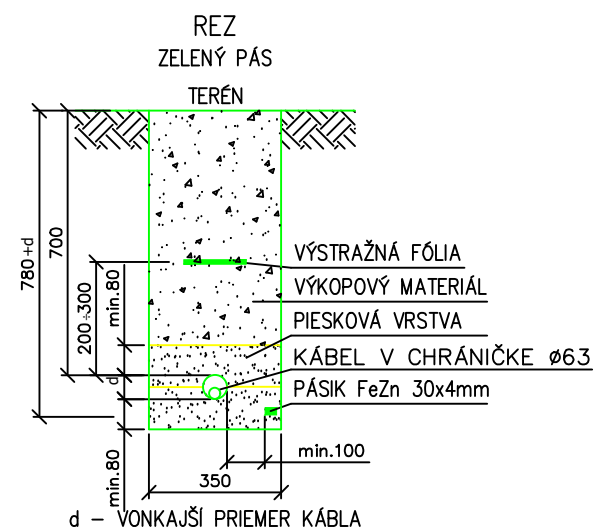 REZ
ZELENÝ PÁS
TERÉN
780+d
700
200÷300
min.80
VÝSTRAŽNÁ FÓLIA
VÝKOPOVÝ MATERIÁL
PIESKOVÁ VRSTVA
KÁBEL V CHRÁNIČKE Ø63
d
PÁSIK FeZn 30x4mm
min.100
min.80
350
d – VONKAJŠÍ PRIEMER KÁBLA